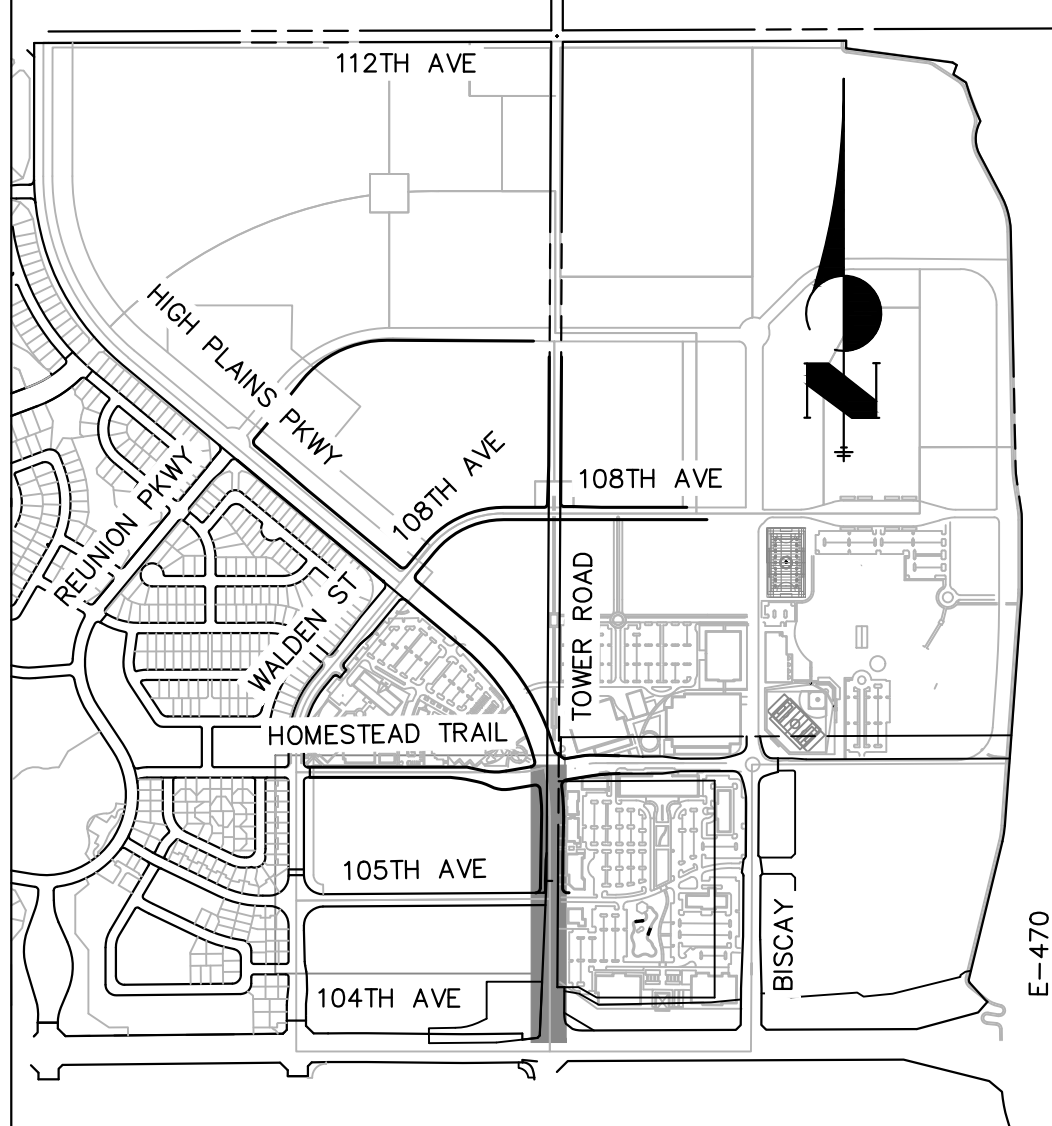 112TH AVE
HIGH PLAINS PKWY
108TH AVE
108TH AVE
REUNION PKWY
WALDEN ST
TOWER ROAD
HOMESTEAD TRAIL
105TH AVE
BISCAY
E-470
104TH AVE
N